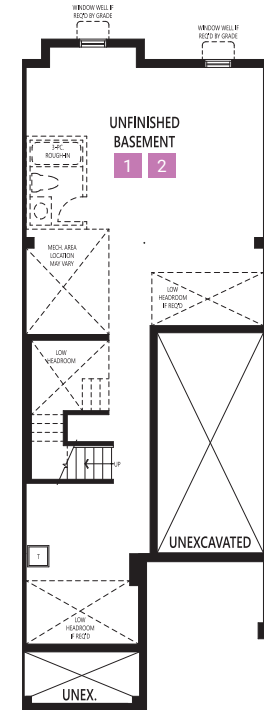 WINDOW WELL IF
REQ'D BY GRADE
WINDOW WELL IF
REQ'D BY GRADE
UNFINISHED
BASEMENT
1 2
3-PC.
ROUGH-IN
MECH. AREA
LOCATION
MAY VARY
LOW
HEADROOM
IF REQ'D
LOW
HEADROOM
UP
UNEXCAVATED
T
LOW
HEADROOM
IF REQ'D
UNEX.